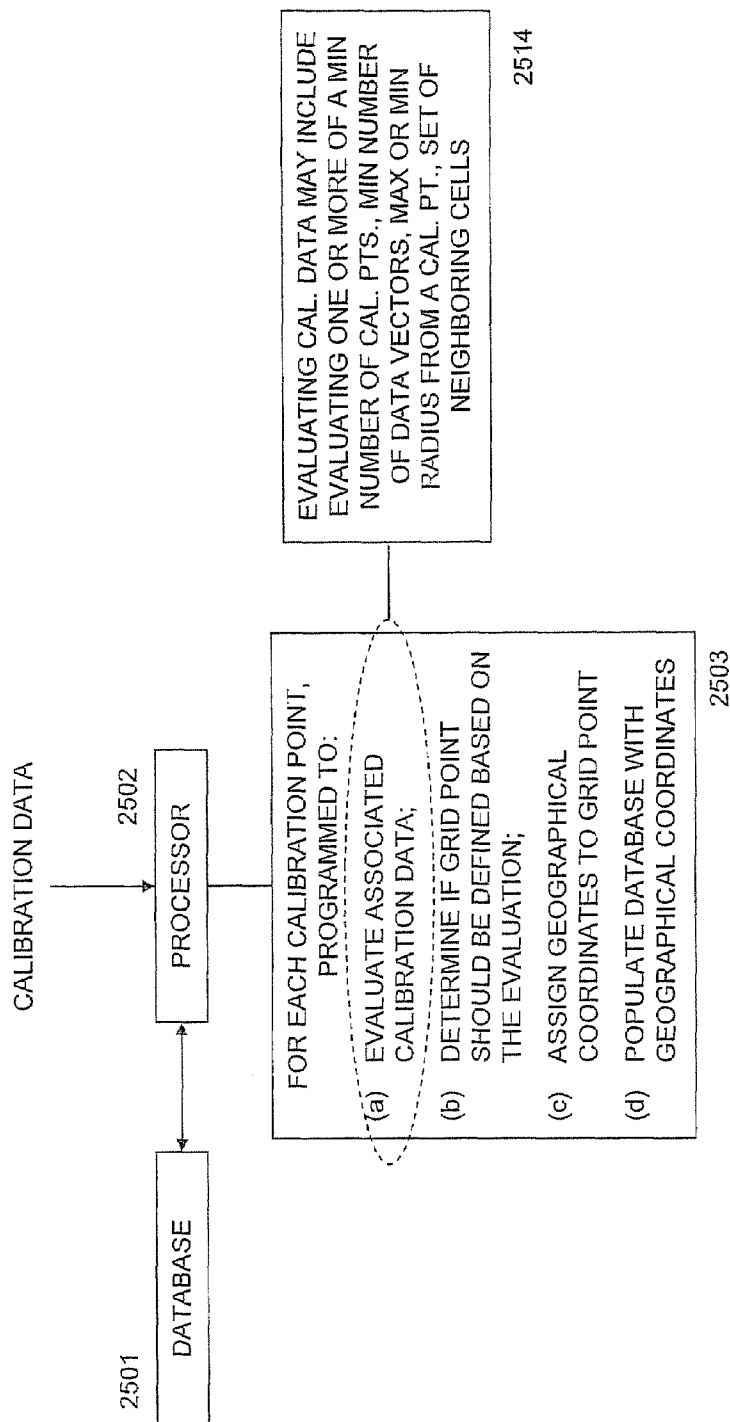 CALIBRATION DATA
2501
DATABASE
2502
PROCESSOR
FOR EACH CALIBRATION POINT,
PROGRAMMED TO:
(a) EVALUATE ASSOCIATED
CALIBRATION DATA;
(b) DETERMINE IF GRID POINT
SHOULD BE DEFINED BASED ON
THE EVALUATION;
(c) ASSIGN GEOGRAPHICAL
COORDINATES TO GRID POINT
(d) POPULATE DATABASE WITH
GEOGRAPHICAL COORDINATES
2503
EVALUATING CAL. DATA MAY INCLUDE
EVALUATING ONE OR MORE OF A MIN
NUMBER OF CAL. PTS., MIN NUMBER
OF DATA VECTORS, MAX OR MIN
RADIUS FROM A CAL. PT., SET OF
NEIGHBORING CELLS
2514